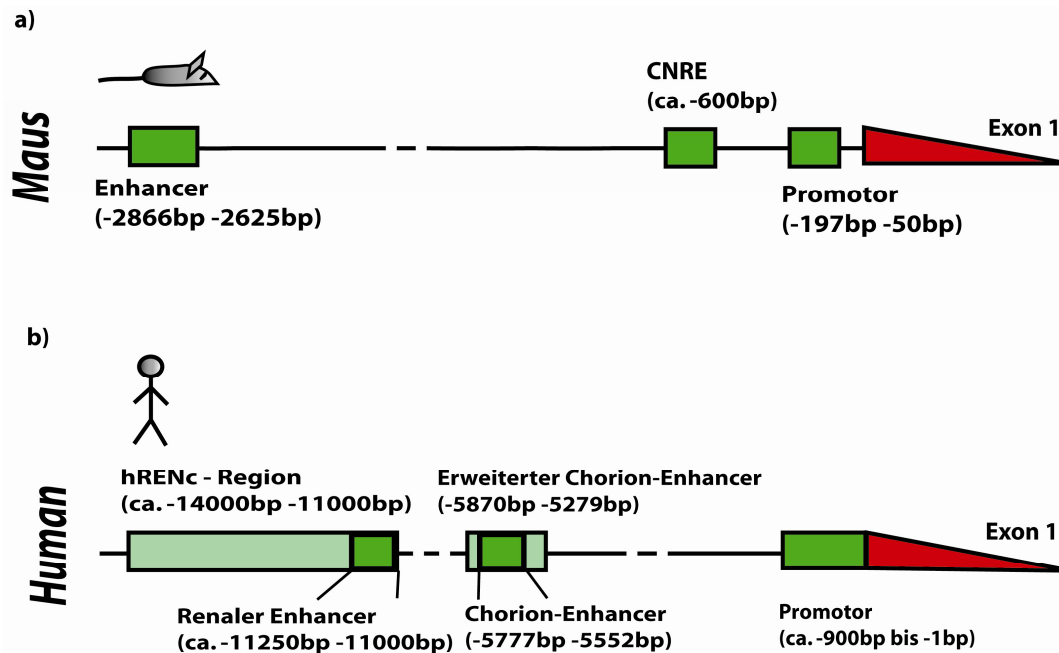 a)
Maus
CNRE
(ca. -600bp)
Exon 1
Enhancer
(-2866bp -2625bp)
Promotor
(-197bp -50bp)
b)
Human
hRENc - Region
(ca. -14000bp -11000bp)
Erweiterter Chorion-Enhancer
(-5870bp -5279bp)
Exon 1
Renaler Enhancer
(ca. -11250bp -11000bp)
Chorion-Enhancer
(-5777bp -5552bp)
Promotor
(ca. -900bp bis -1bp)